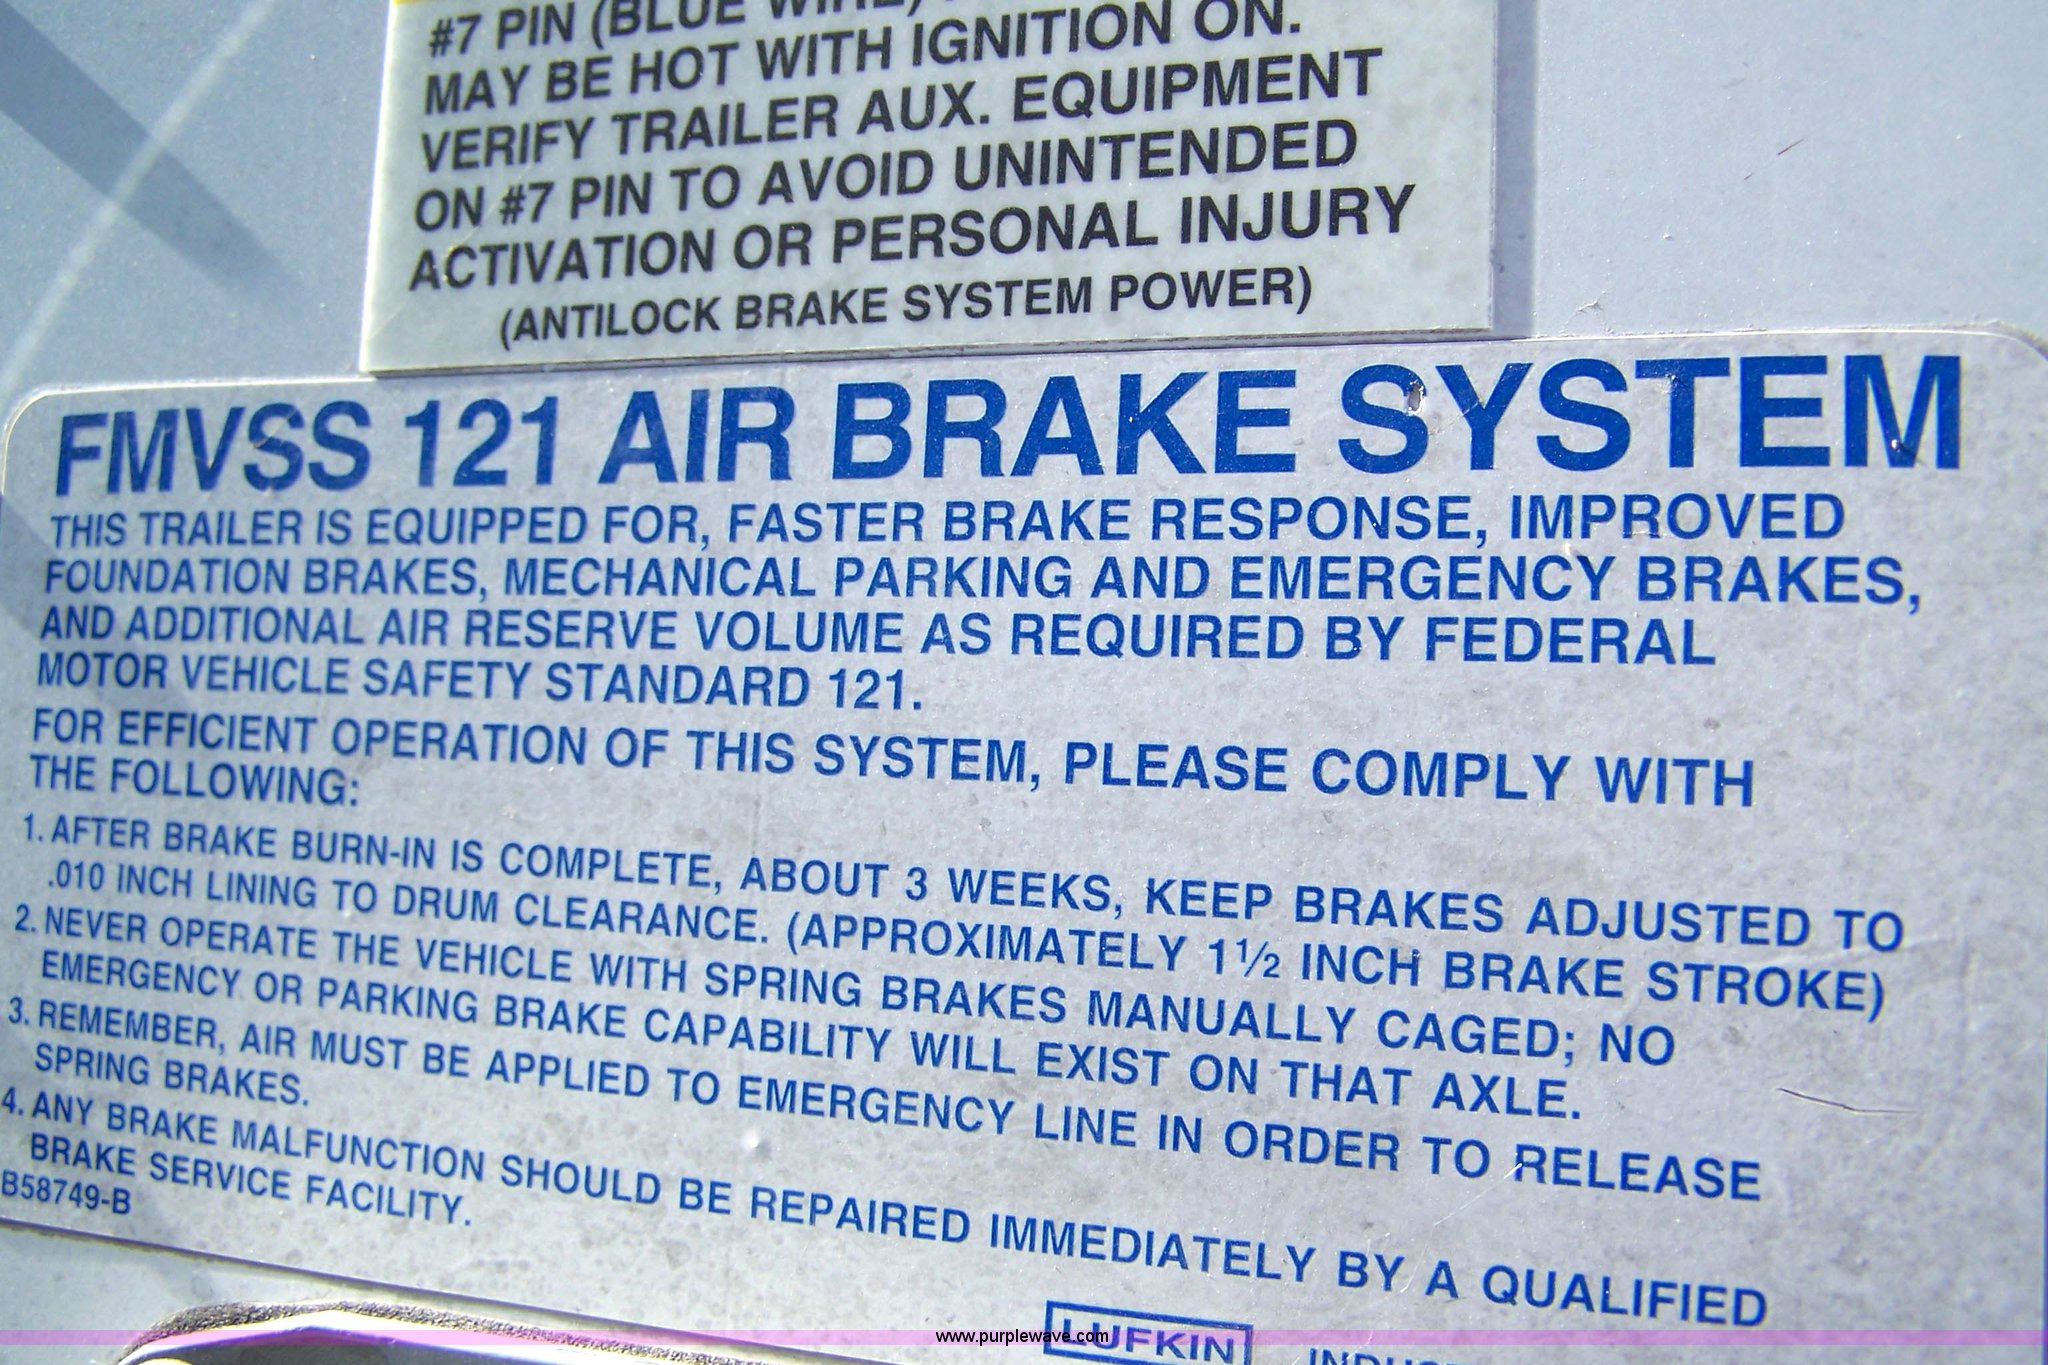 #7 PIN (BLUE WIRE)
MAY BE HOT WITH IGNITION ON.
VERIFY TRAILER AUX. EQUIPMENT
ON #7 PIN TO AVOID UNINTENDED
ACTIVATION OR PERSONAL INJURY
(ANTILOCK BRAKE SYSTEM POWER)
FMVSS 121 AIR BRAKE SYSTEM
THIS TRAILER IS EQUIPPED FOR, FASTER BRAKE RESPONSE, IMPROVED
FOUNDATION BRAKES, MECHANICAL PARKING AND EMERGENCY BRAKES,
AND ADDITIONAL AIR RESERVE VOLUME AS REQUIRED BY FEDERAL
MOTOR VEHICLE SAFETY STANDARD 121.
FOR EFFICIENT OPERATION OF THIS SYSTEM, PLEASE COMPLY WITH
THE FOLLOWING:
1. AFTER BRAKE BURN-IN IS COMPLETE, ABOUT 3 WEEKS, KEEP BRAKES ADJUSTED TO
.010 INCH LINING TO DRUM CLEARANCE. (APPROXIMATELY 1½ INCH BRAKE STROKE)
2. NEVER OPERATE THE VEHICLE WITH SPRING BRAKES MANUALLY CAGED; NO
EMERGENCY OR PARKING BRAKE CAPABILITY WILL EXIST ON THAT AXLE.
3. REMEMBER, AIR MUST BE APPLIED TO EMERGENCY LINE IN ORDER TO RELEASE
SPRING BRAKES.
4. ANY BRAKE MALFUNCTION SHOULD BE REPAIRED IMMEDIATELY BY A QUALIFIED
BRAKE SERVICE FACILITY.
B58749-B
LUFKIN
www.purplewave.com